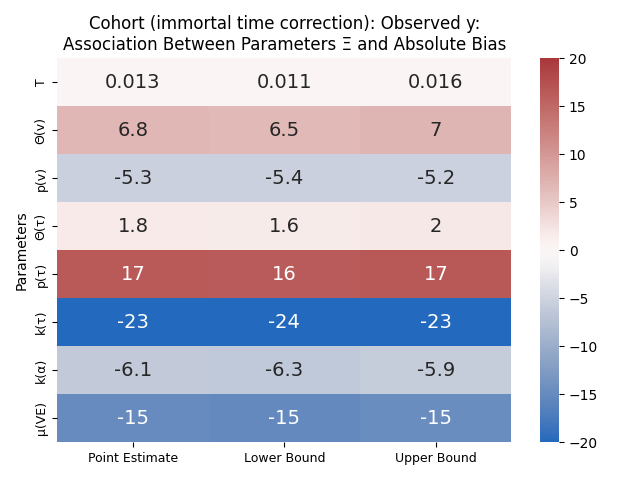 Cohort (immortal time correction): Observed y:
Association Between Parameters Ξ and Absolute Bias
Parameters
T 0.013 0.011 0.016
Θ(v) 6.8 6.5 7
p(v) -5.3 -5.4 -5.2
Θ(τ) 1.8 1.6 2
p(τ) 17 16 17
k(τ) -23 -24 -23
k(α) -6.1 -6.3 -5.9
μ(VE) -15 -15 -15
Point Estimate Lower Bound Upper Bound
20
15
10
5
0
−5
−10
−15
−20